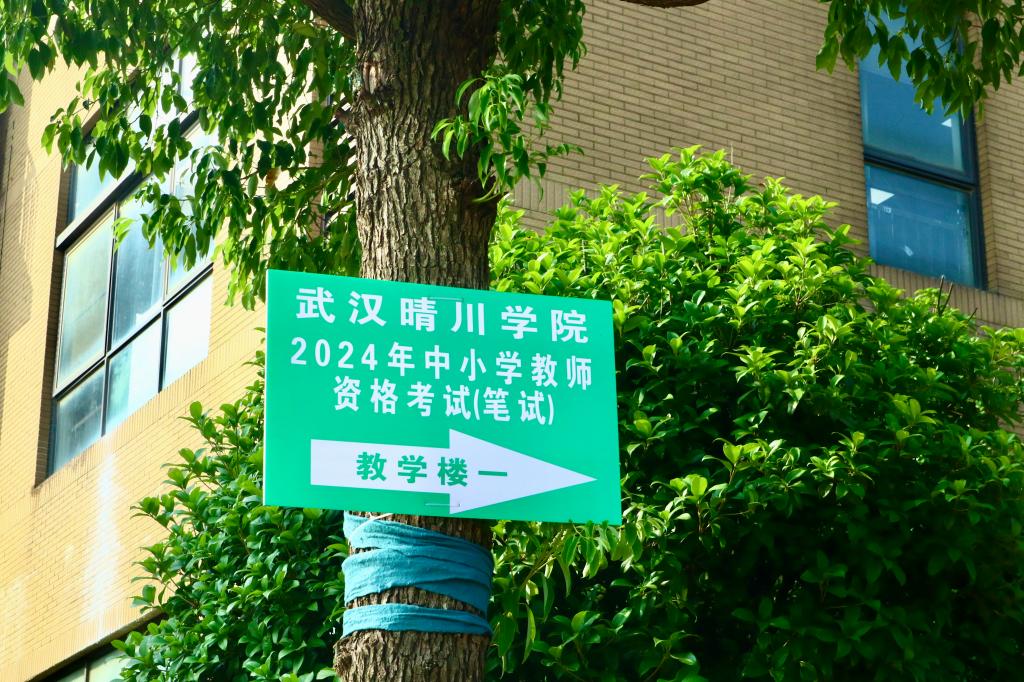 武汉晴川学院
2024年中小学教师
资格考试(笔试)
教学楼一